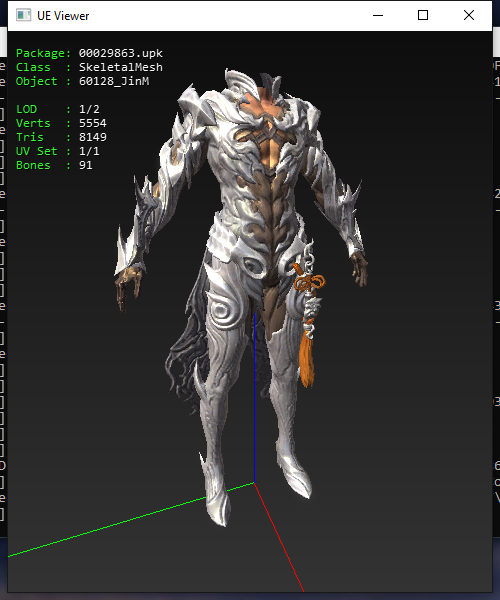 UE Viewer
Package: 00029863.upk
Class : SkeletalMesh
Object : 60128_JinM
LOD : 1/2
Verts : 5554
Tris : 8149
UV Set : 1/1
Bones : 91